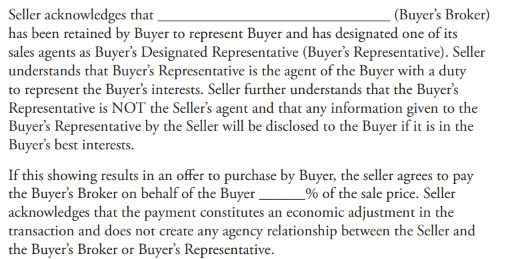 Seller acknowledges that ______________________________ (Buyer’s Broker)
has been retained by Buyer to represent Buyer and has designated one of its
sales agents as Buyer’s Designated Representative (Buyer’s Representative). Seller
understands that Buyer’s Representative is the agent of the Buyer with a duty
to represent the Buyer’s interests. Seller further understands that the Buyer’s
Representative is NOT the Seller’s agent and that any information given to the
Buyer’s Representative by the Seller will be disclosed to the Buyer if it is in the
Buyer’s best interests.
If this showing results in an offer to purchase by Buyer, the seller agrees to pay
the Buyer’s Broker on behalf of the Buyer ______% of the sale price. Seller
acknowledges that the payment constitutes an economic adjustment in the
transaction and does not create any agency relationship between the Seller and
the Buyer’s Broker or Buyer’s Representative.